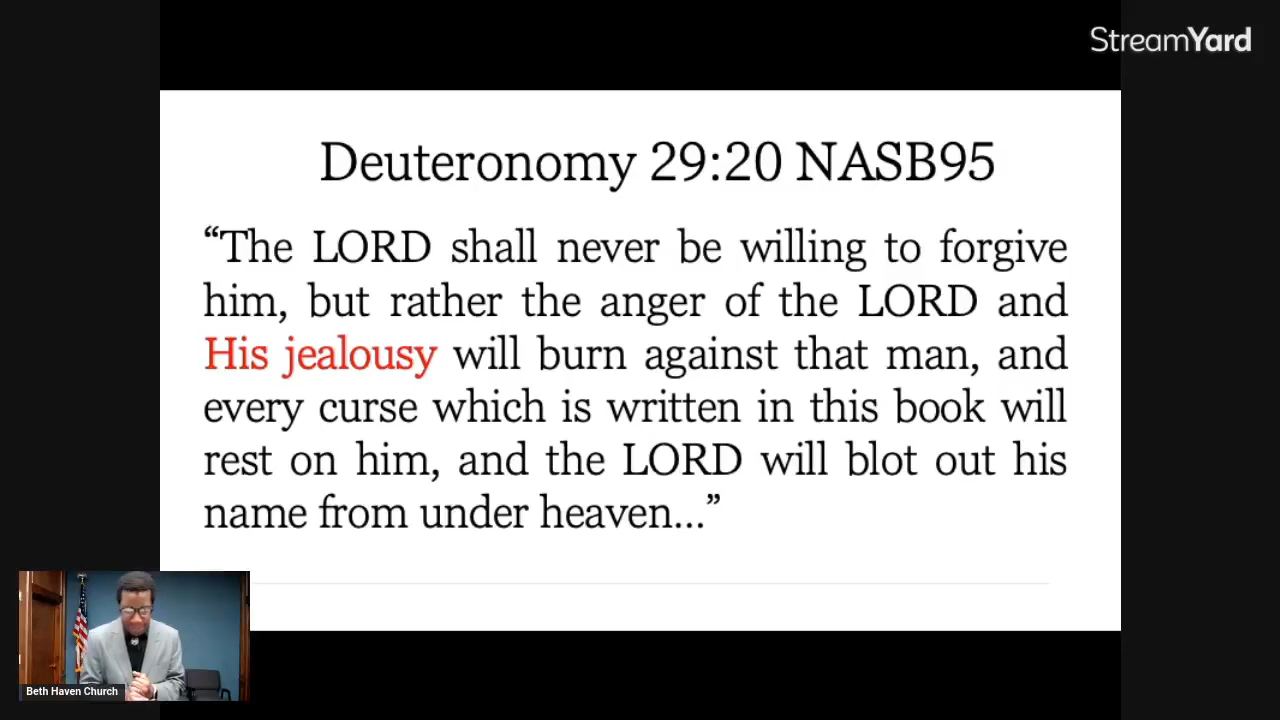 StreamYard
Deuteronomy 29:20 NASB95
“The LORD shall never be willing to forgive
him, but rather the anger of the LORD and
His jealousy will burn against that man, and
every curse which is written in this book will
rest on him, and the LORD will blot out his
name from under heaven...”
Beth Haven Church